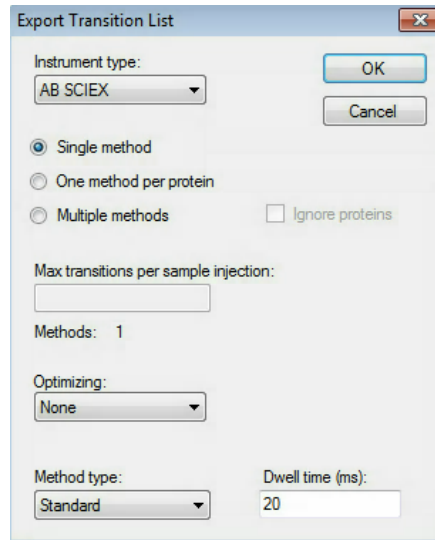 Export Transition List
Instrument type:
AB SCIEX
OK
Cancel
Single method
One method per protein
Multiple methods
Ignore proteins
Max transitions per sample injection:
Methods: 1
Optimizing:
None
Method type:
Dwell time (ms):
Standard
20